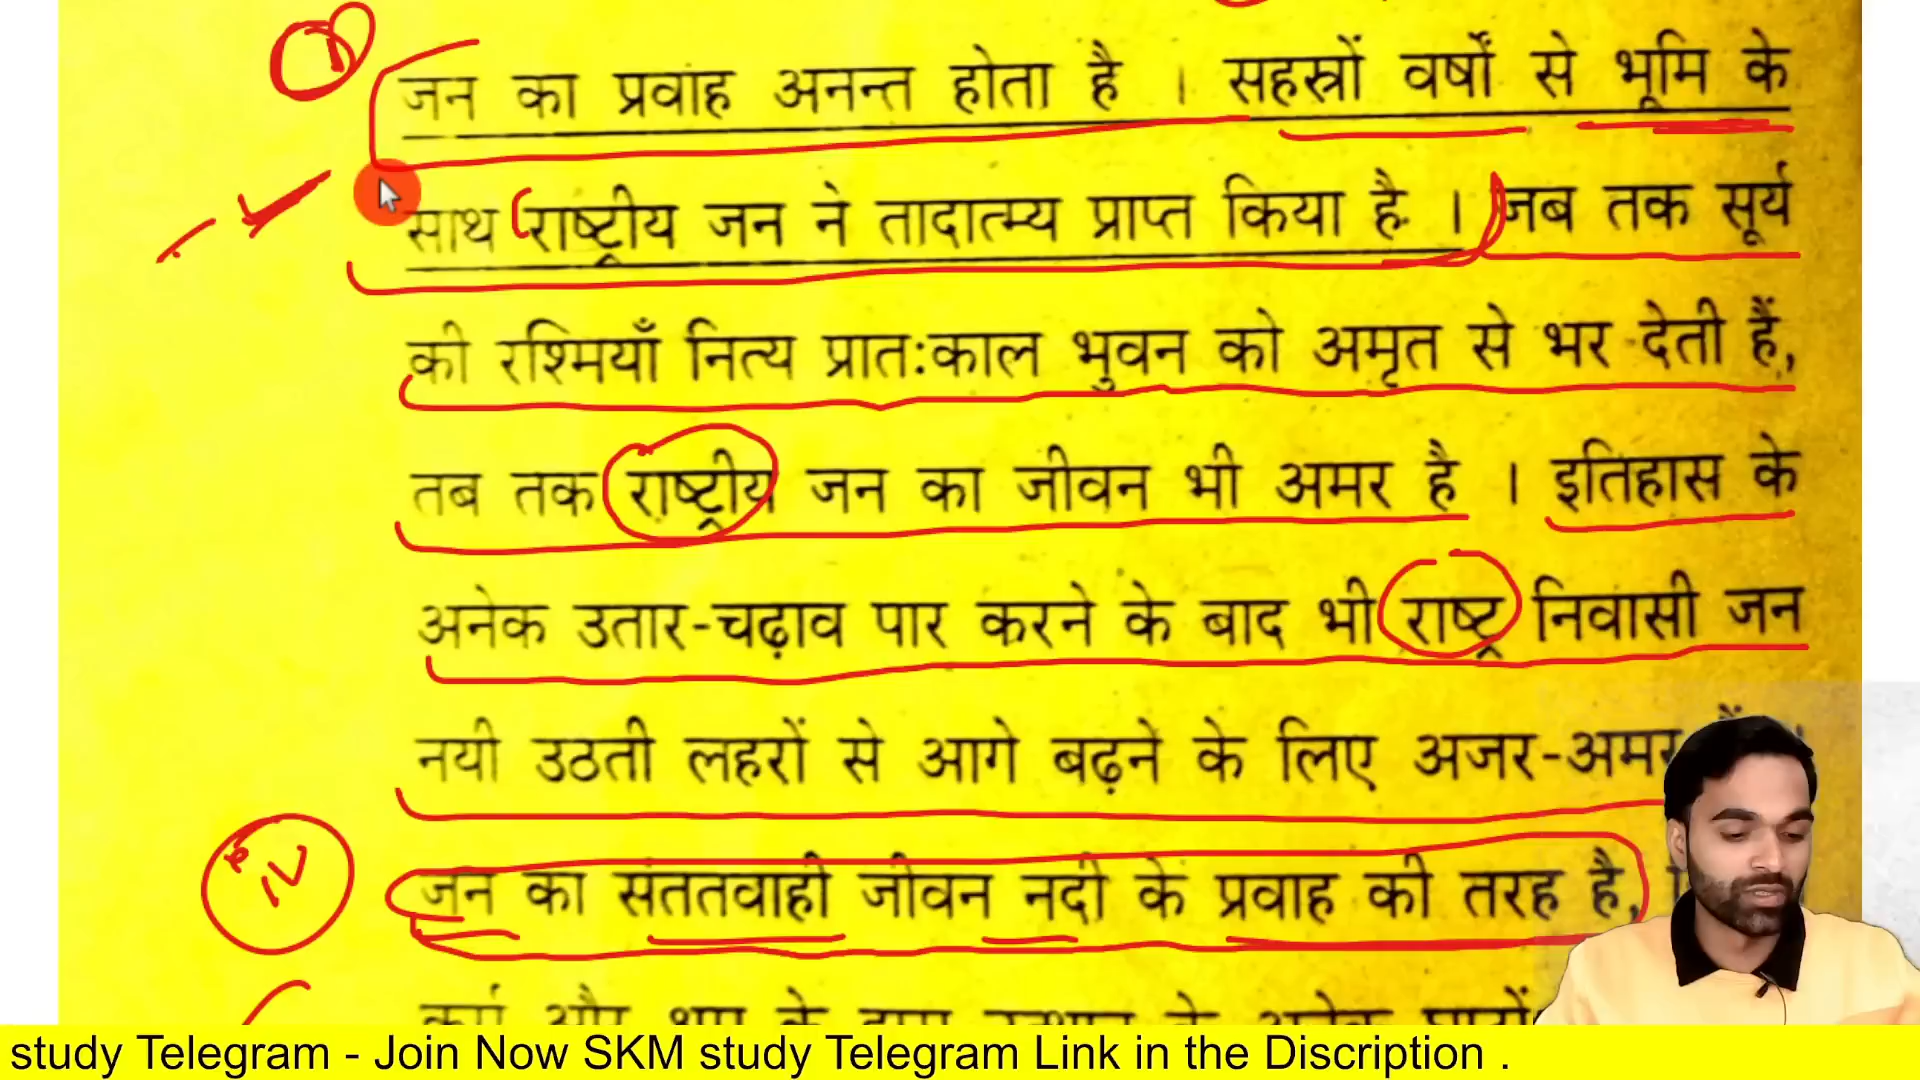 जन का प्रवाह अनन्त होता है । सहस्रों वर्षों से भूमि के
साथ राष्ट्रीय जन ने तादात्म्य प्राप्त किया है । जब तक सूर्य
की रश्मियाँ नित्य प्रात:काल भुवन को अमृत से भर देती हैं,
तब तक राष्ट्रीय जन का जीवन भी अमर है । इतिहास के
अनेक उतार-चढ़ाव पार करने के बाद भी राष्ट्र निवासी जन
नयी उठती लहरों से आगे बढ़ने के लिए अजर-अमर
जन का संततवाही जीवन नदी के प्रवाह की तरह है,
study Telegram - Join Now SKM study Telegram Link in the Discription .